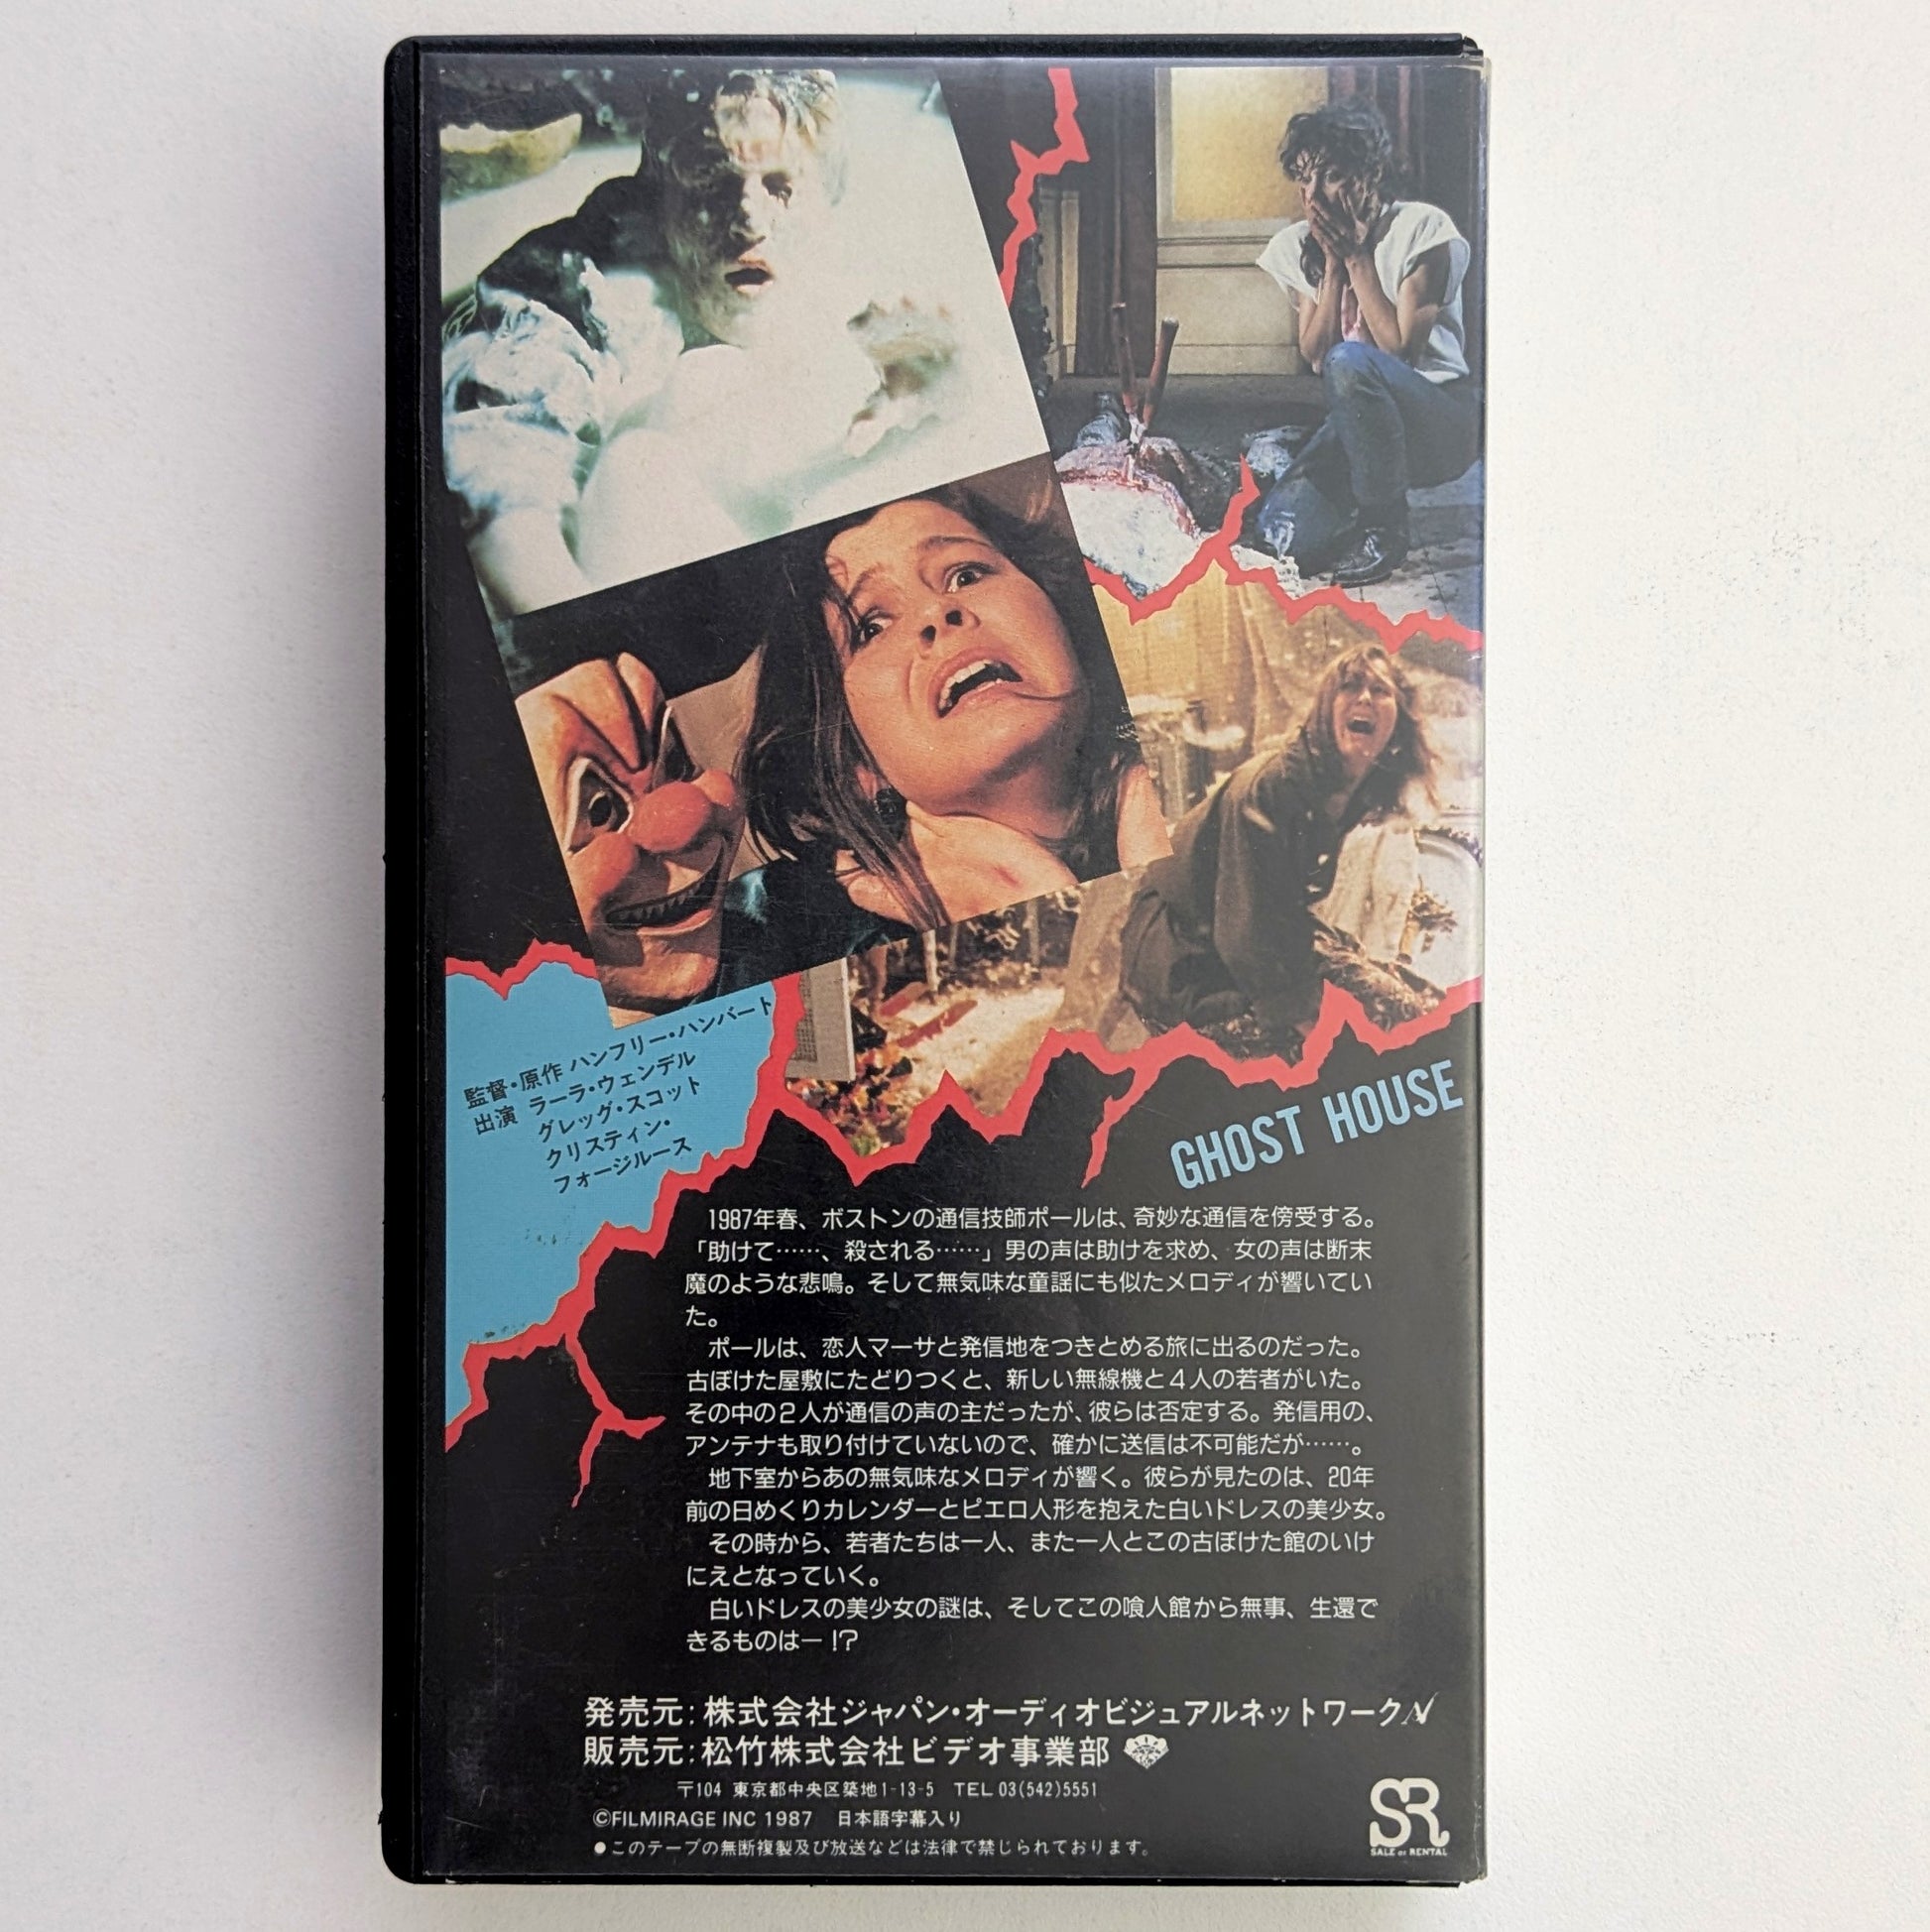 監督・原作 ハンフリー・ハンバート
出演 ラーラ・ウェンデル
グレッグ・スコット
クリスティン・
フォージルース
GHOST HOUSE
1987年春、ボストンの通信技師ポールは、奇妙な通信を傍受する。
「助けて……、殺される……」男の声は助けを求め、女の声は断末
魔のような悲鳴。そして無気味な童謡にも似たメロディが響いてい
た。
ポールは、恋人マーサと発信地をつきとめる旅に出るのだった。
古ぼけた屋敷にたどりつくと、新しい無線機と4人の若者がいた。
その中の2人が通信の声の主だったが、彼らは否定する。発信用の、
アンテナも取り付けていないので、確かに送信は不可能だが……。
地下室からあの無気味なメロディが響く。彼らが見たのは、20年
前の日めくりカレンダーとピエロ人形を抱えた白いドレスの美少女。
その時から、若者たちは一人、また一人とこの古ぼけた館のいけ
にえとなっていく。
白いドレスの美少女の謎は、そしてこの喰人館から無事、生還で
きるものは─!?
発売元:株式会社ジャパン・オーディオビジュアルネットワーク
販売元:松竹株式会社ビデオ事業部
〒104 東京都中央区築地1-13-5 TEL 03(542)5551
©FILMIRAGE INC 1987 日本語字幕入り
●このテープの無断複製及び放送などは法律で禁じられております。
SR
SALE or RENTAL